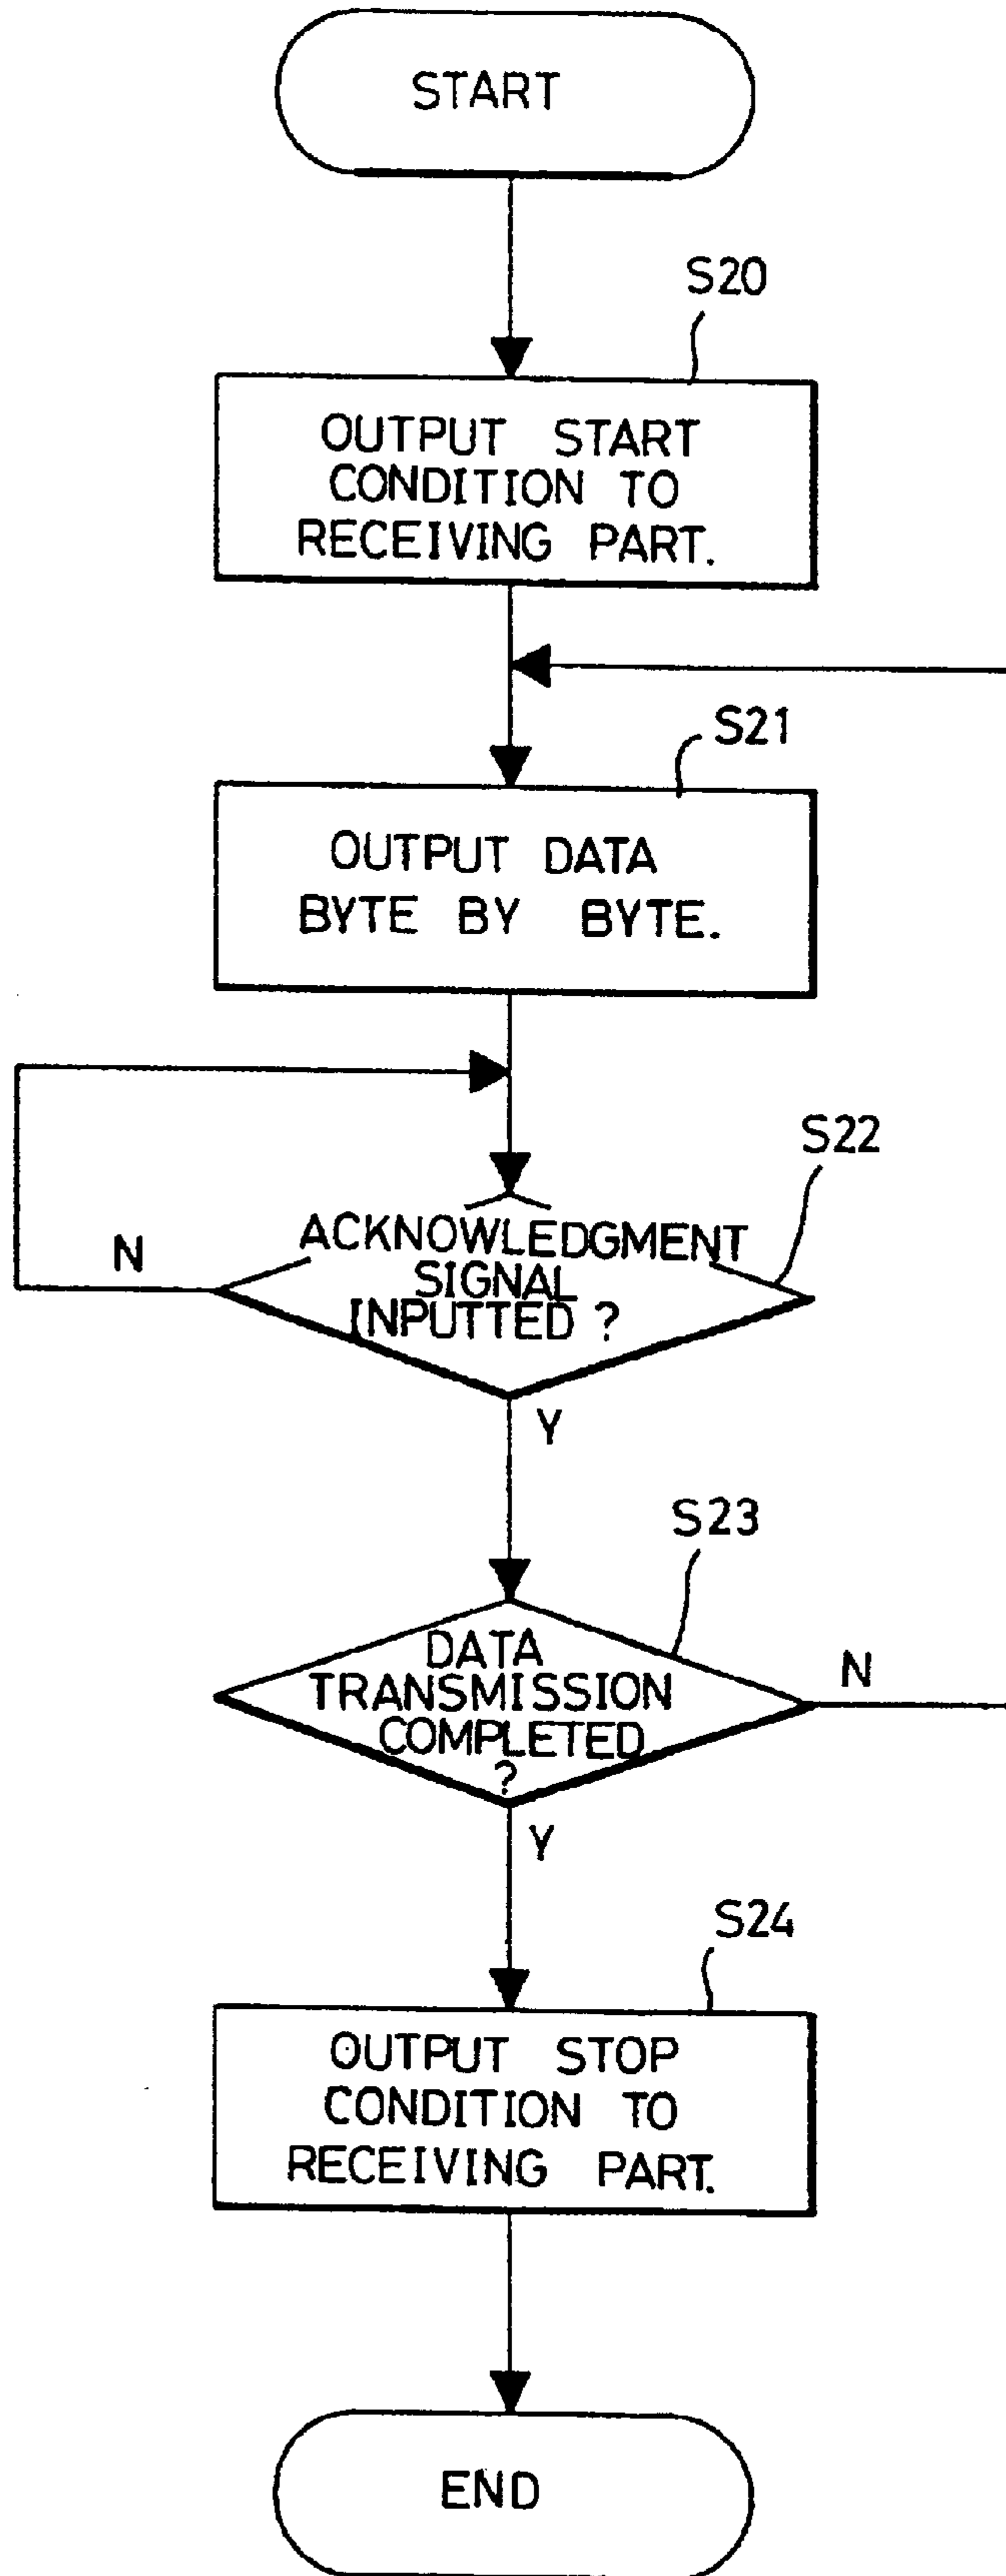 START
S20
OUTPUT START
CONDITION TO
RECEIVING PART.
S21
OUTPUT DATA
BYTE BY BYTE.
S22
ACKNOWLEDGMENT
SIGNAL
INPUTTED ?
N
Y
S23
DATA
TRANSMISSION
COMPLETED
?
N
Y
S24
OUTPUT STOP
CONDITION TO
RECEIVING PART.
END